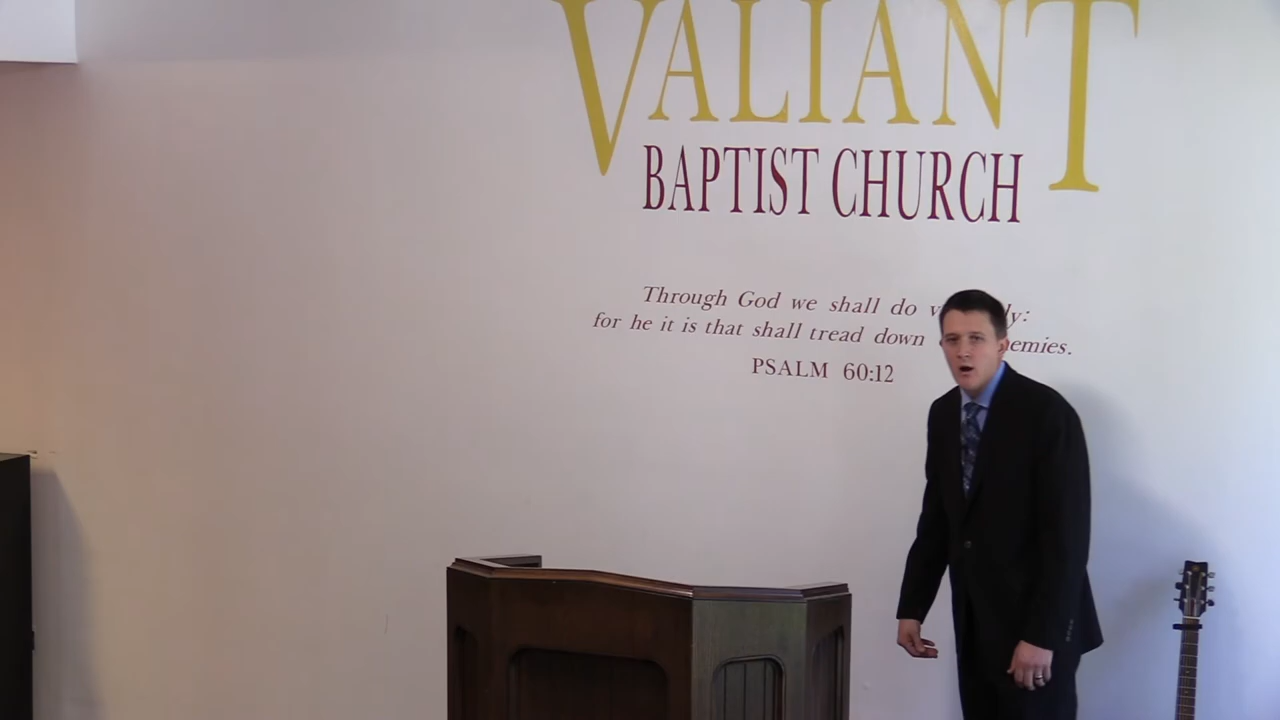 VALIANT
BAPTIST CHURCH
Through God we shall do
for he it is that shall tread down
PSALM 60:12